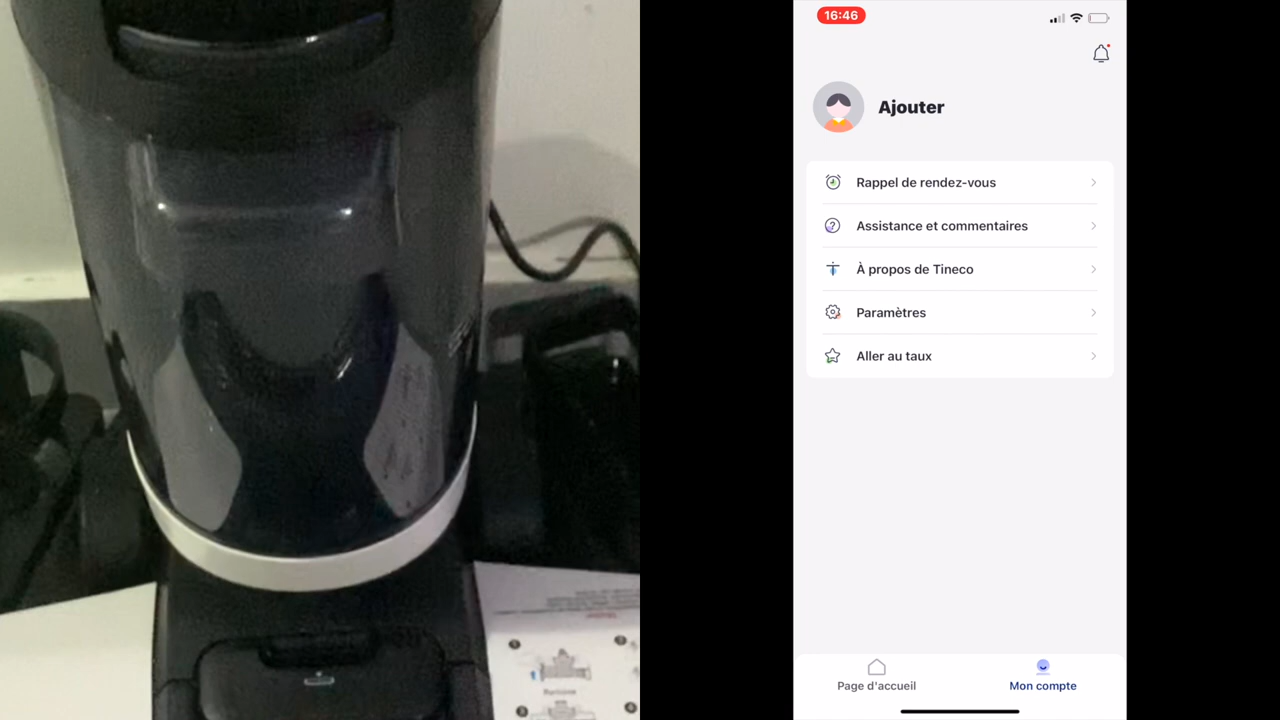 16:46
Ajouter
Rappel de rendez-vous
Assistance et commentaires
À propos de Tineco
Paramètres
Aller au taux
Page d'accueil
Mon compte